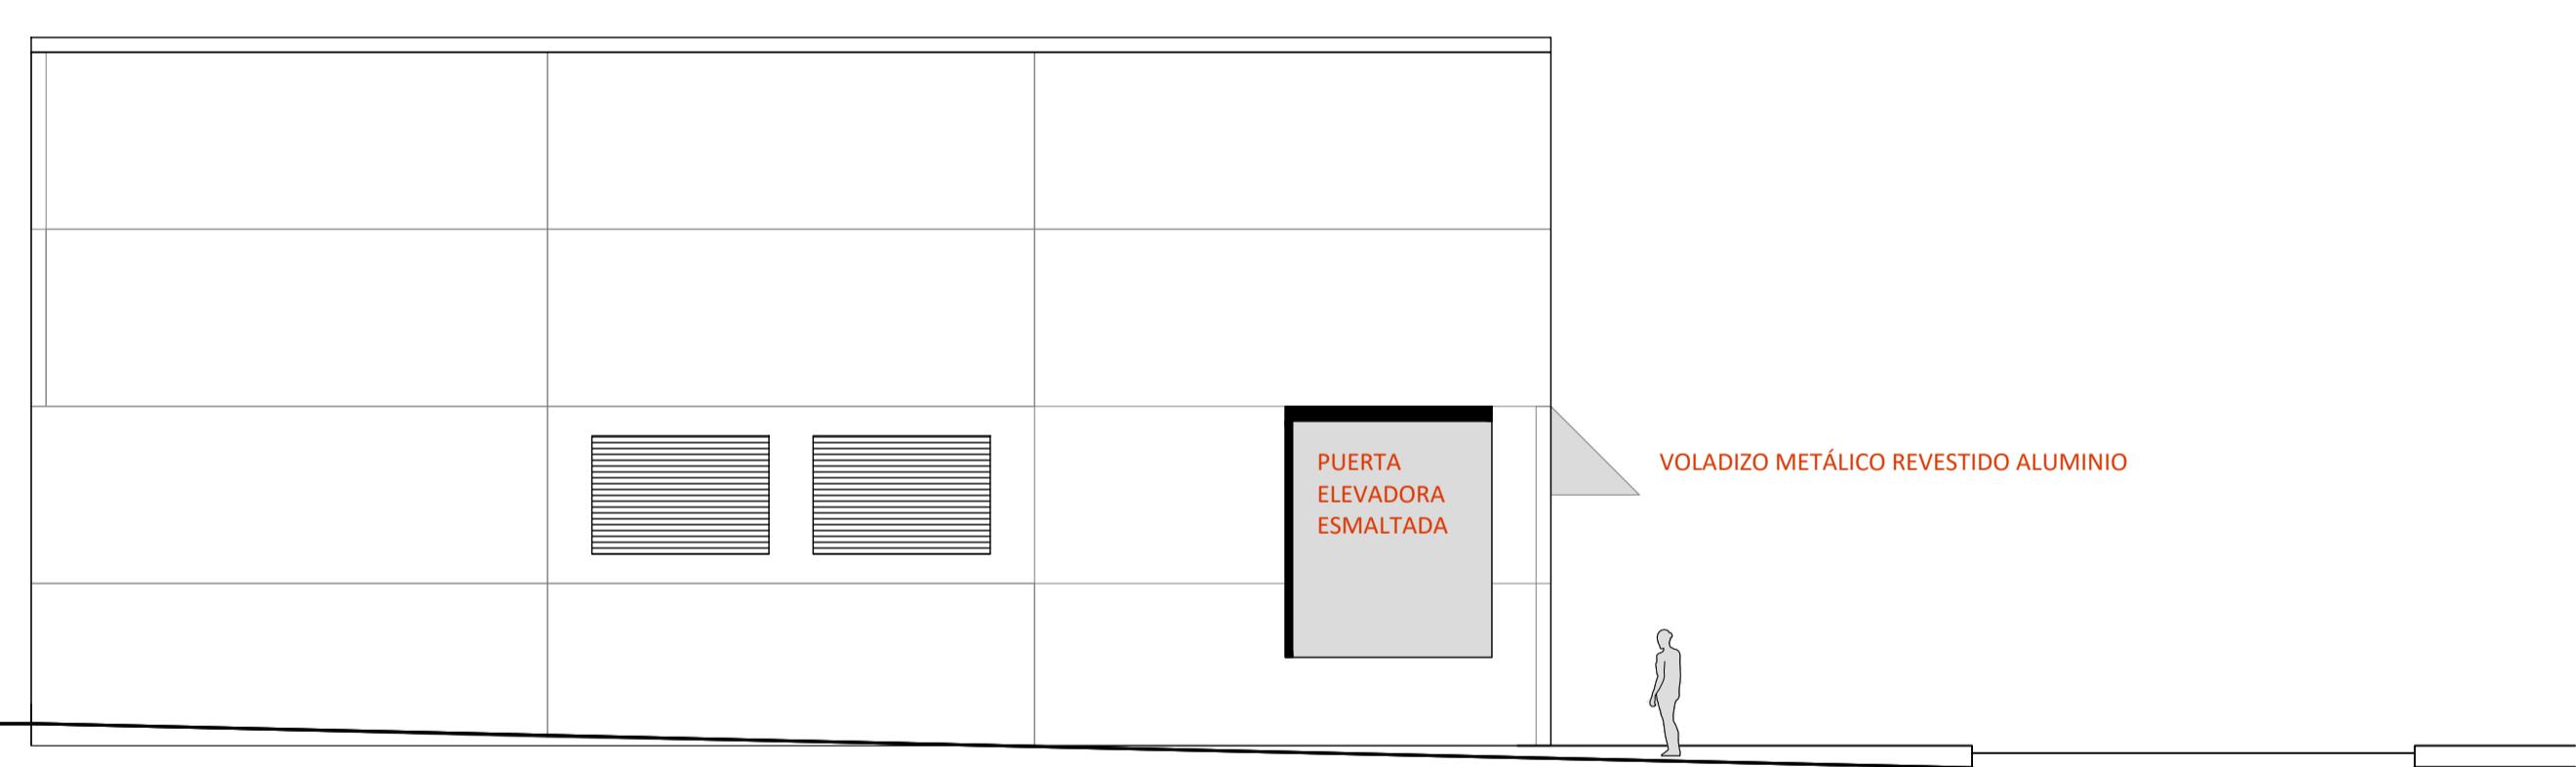 PUERTA
ELEVADORA
ESMALTADA
VOLADIZO METÁLICO REVESTIDO ALUMINIO